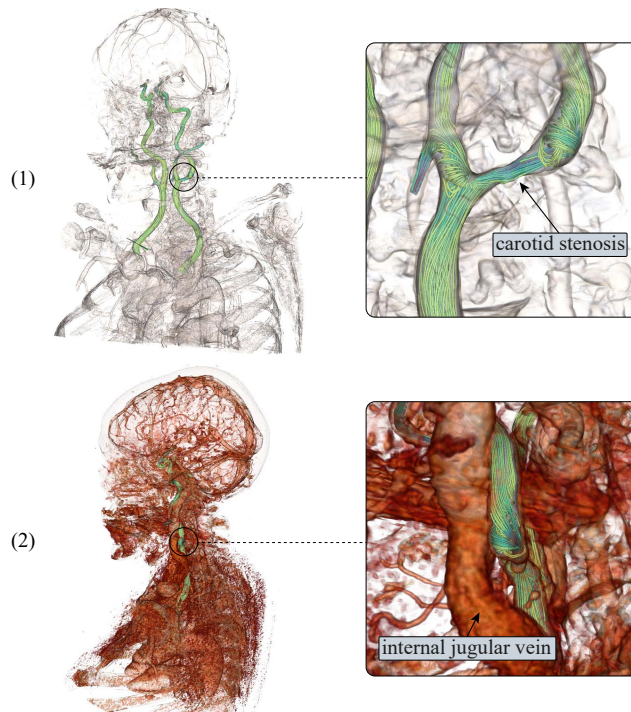 (1)
carotid stenosis
(2)
internal jugular vein